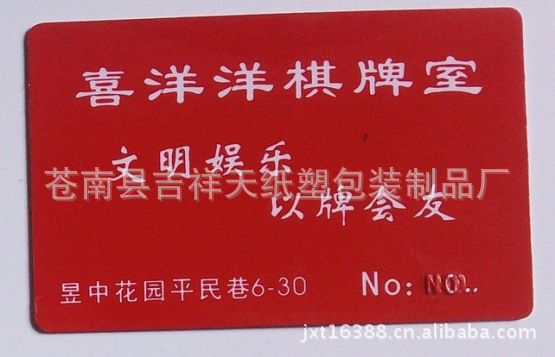 喜洋洋棋牌室
文明娱乐
苍南县吉祥天纸塑包装制品厂
以牌会友
昱中花园平民巷6-30 No: NO..
jxt16388.cn.alibaba.com